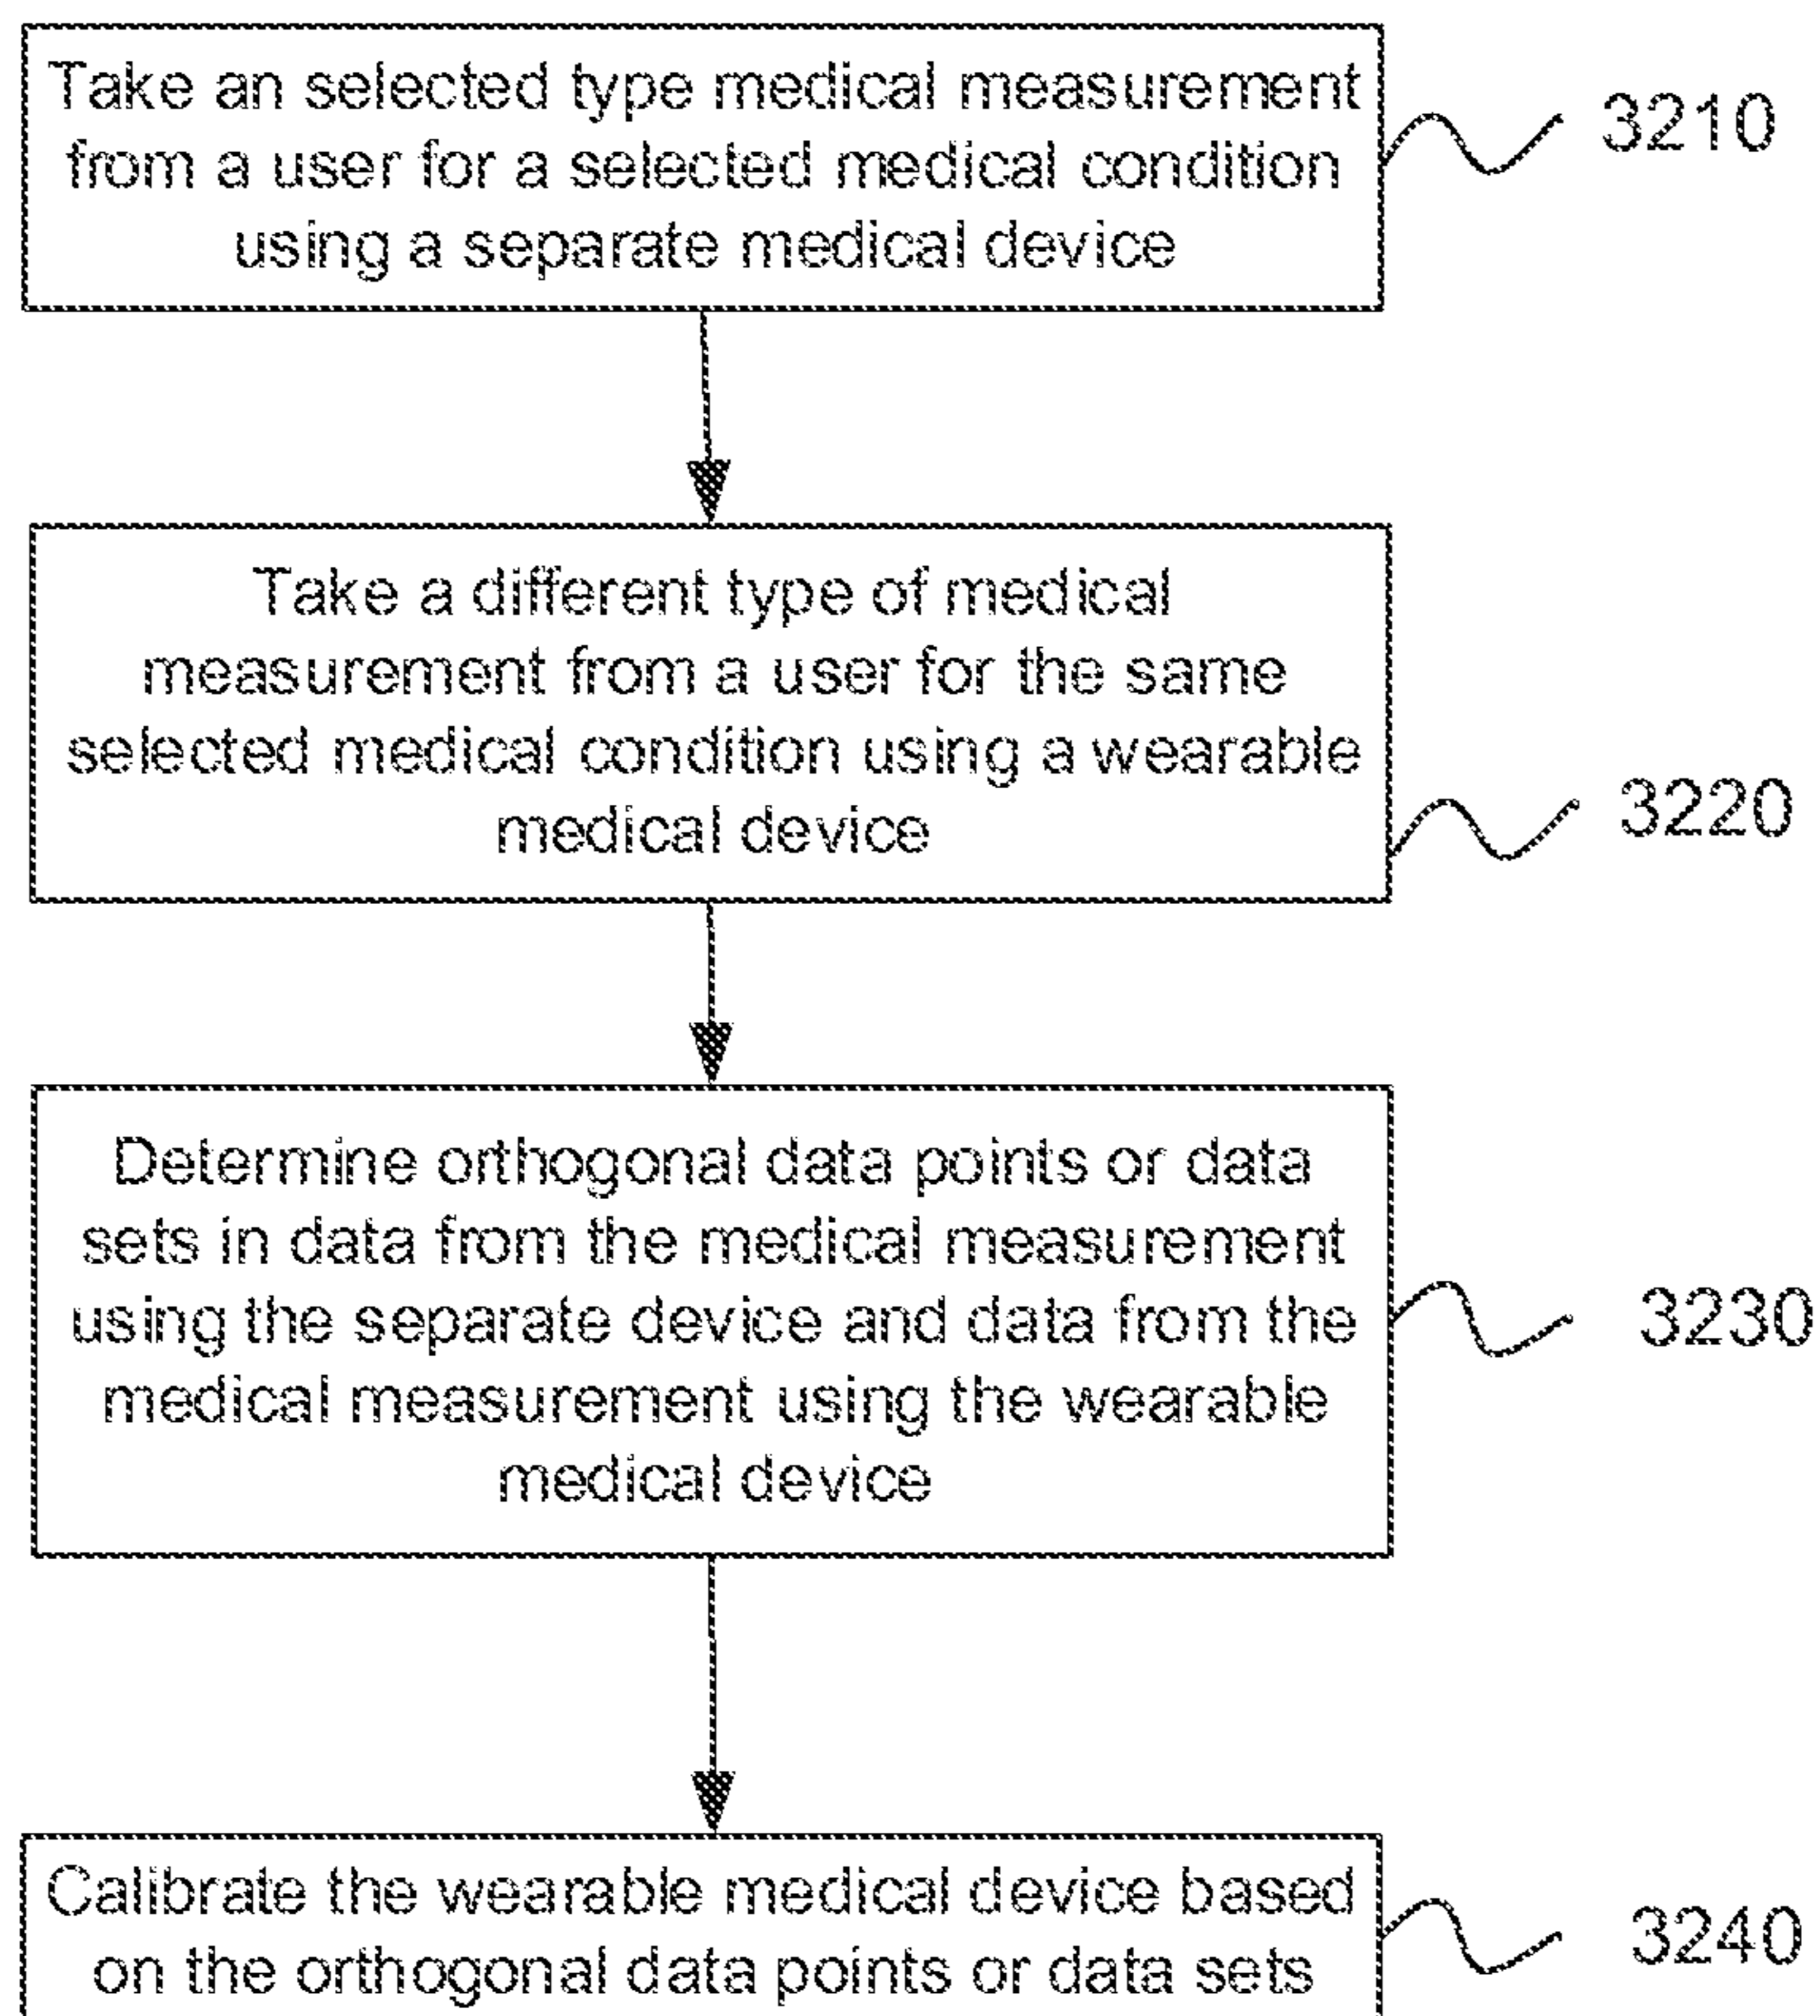 Take an selected type medical measurement
from a user for a selected medical condition
using a separate medical device
3210
Take a different type of medical
measurement from a user for the same
selected medical condition using a wearable
medical device
3220
Determine orthogonal data points or data
sets in data from the medical measurement
using the separate device and data from the
medical measurement using the wearable
medical device
3230
Calibrate the wearable medical device based
on the orthogonal data points or data sets
3240